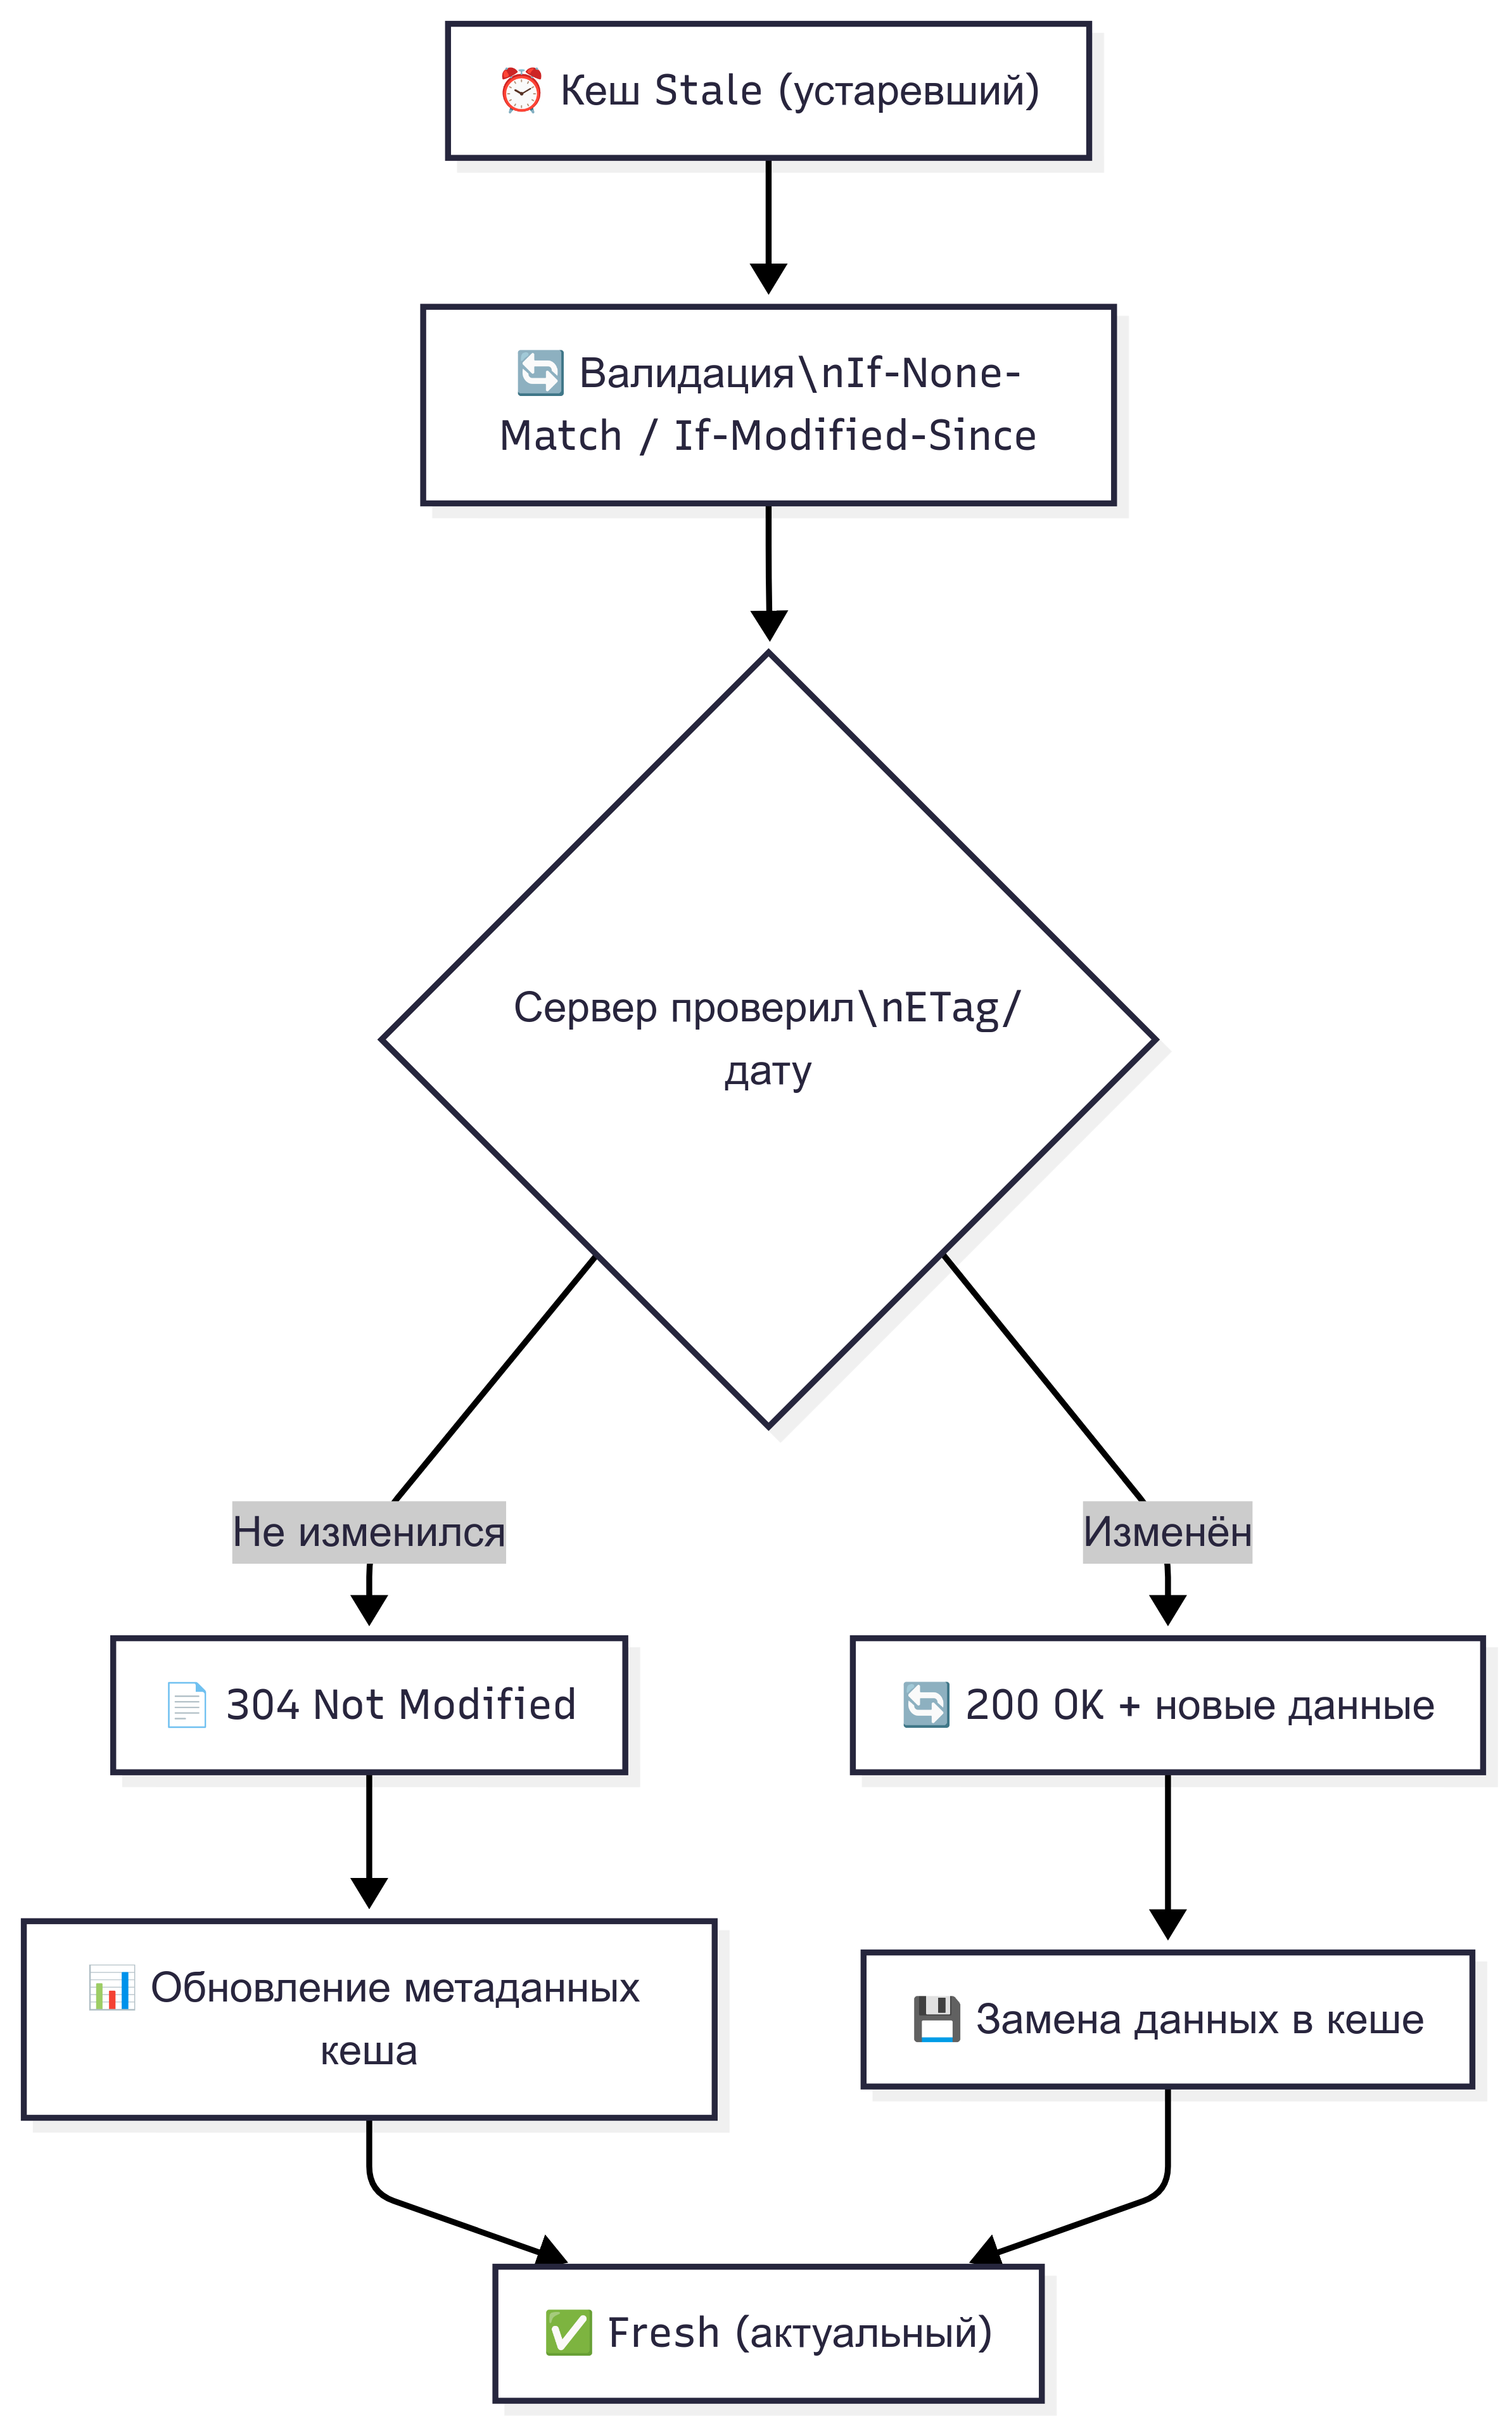 ⏰ Кеш Stale (устаревший)
🔄 Валидация\nIf-None-
Match / If-Modified-Since
Сервер проверил\nETag/
дату
Не изменился
Изменён
📄 304 Not Modified
🔄 200 OK + новые данные
📊 Обновление метаданных
кеша
💾 Замена данных в кеше
✅ Fresh (актуальный)